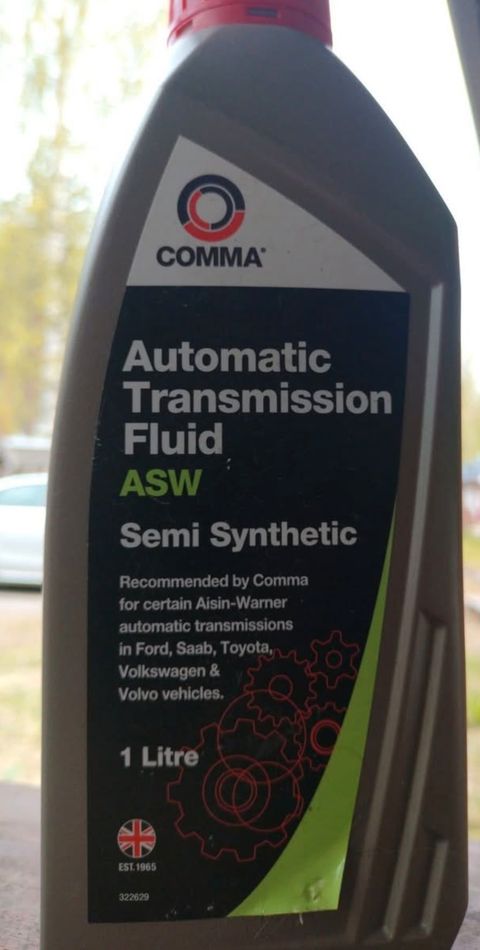 COMMA®
Automatic
Transmission
Fluid
ASW
Semi Synthetic
Recommended by Comma
for certain Aisin-Warner
automatic transmissions
in Ford, Saab, Toyota,
Volkswagen &
Volvo vehicles.
1 Litre
EST.1965
322629